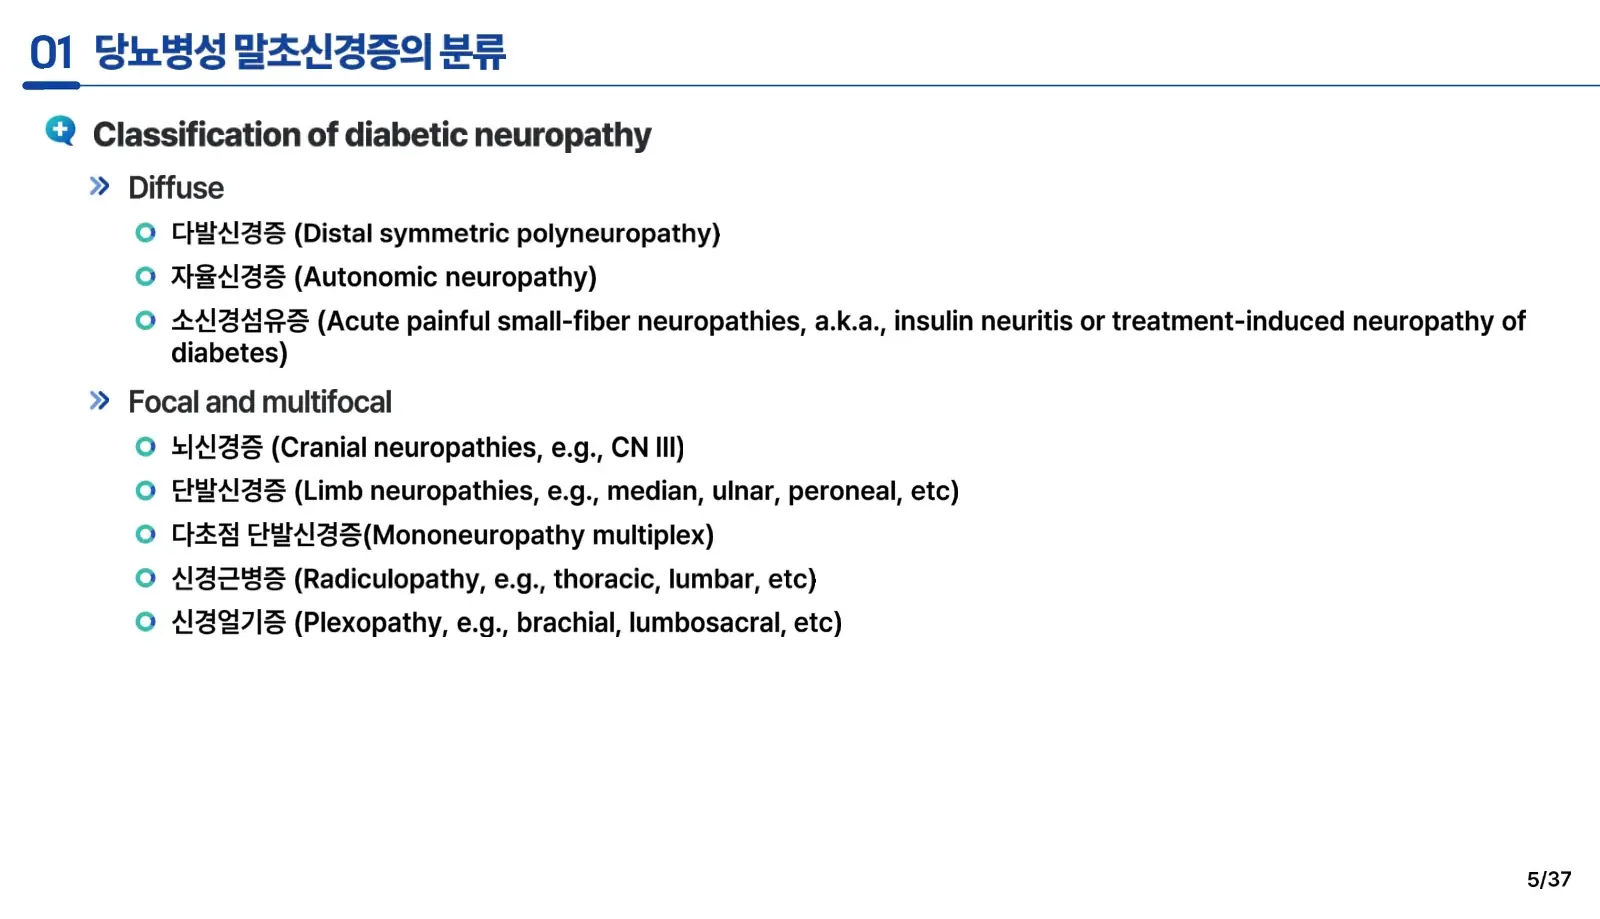 01 당뇨병성 말초신경증의 분류
Classification of diabetic neuropathy
Diffuse
다발신경증 (Distal symmetric polyneuropathy)
자율신경증 (Autonomic neuropathy)
소신경섬유증 (Acute painful small-fiber neuropathies, a.k.a., insulin neuritis or treatment-induced neuropathy of
diabetes)
Focal and multifocal
뇌신경증 (Cranial neuropathies, e.g., CN III)
단발신경증 (Limb neuropathies, e.g., median, ulnar, peroneal, etc)
다초점 단발신경증(Mononeuropathy multiplex)
신경근병증 (Radiculopathy, e.g., thoracic, lumbar, etc)
신경얼기증 (Plexopathy, e.g., brachial, lumbosacral, etc)
5/37